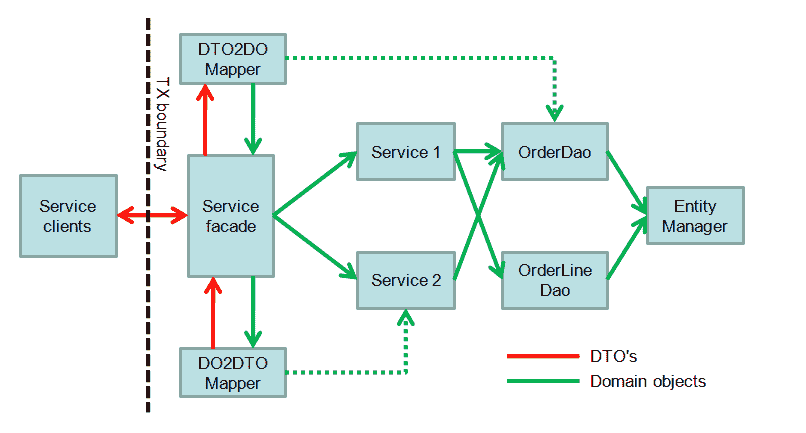 DTO2DO
Mapper
TX boundary
Service 1
OrderDao
Service
clients
Service
facade
Entity
Manager
Service 2
OrderLine
Dao
DO2DTO
Mapper
DTO's
Domain objects